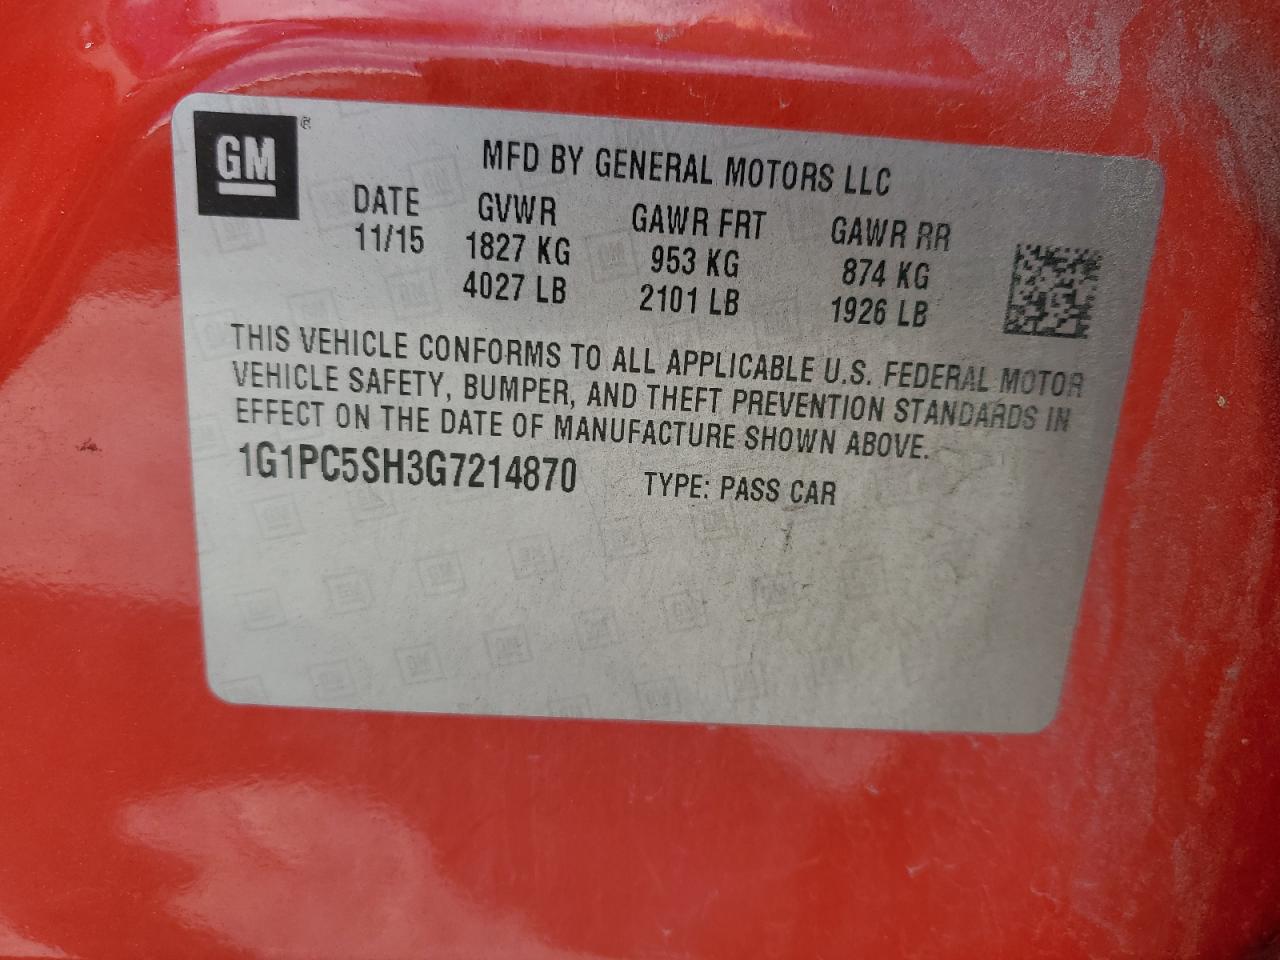 GM ®
MFD BY GENERAL MOTORS LLC
DATE GVWR GAWR FRT GAWR RR
11/15 1827 KG 953 KG 874 KG
4027 LB 2101 LB 1926 LB
THIS VEHICLE CONFORMS TO ALL APPLICABLE U.S. FEDERAL MOTOR
VEHICLE SAFETY, BUMPER, AND THEFT PREVENTION STANDARDS IN
EFFECT ON THE DATE OF MANUFACTURE SHOWN ABOVE.
1G1PC5SH3G7214870 TYPE: PASS CAR